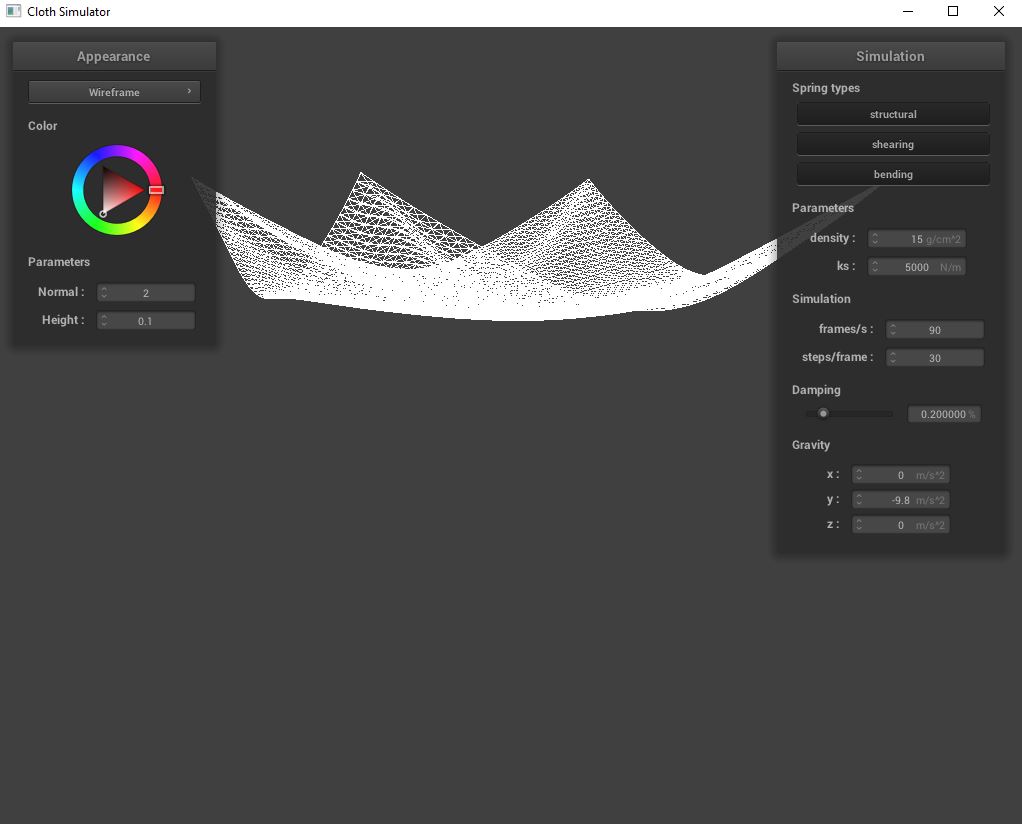 Cloth Simulator
Appearance
Wireframe
Color
Parameters
Normal : 2
Height : 0.1
Simulation
Spring types
structural
shearing
bending
Parameters
density : 15 g/cm^2
ks : 5000 N/m
Simulation
frames/s : 90
steps/frame : 30
Damping
0.200000 %
Gravity
x : 0 m/s^2
y : -9.8 m/s^2
z : 0 m/s^2